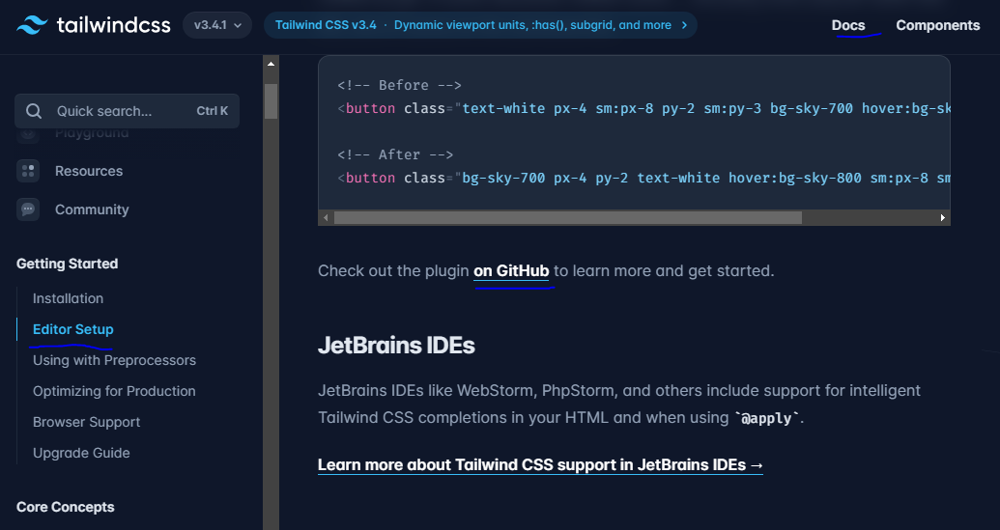 tailwindcss
v3.4.1
Tailwind CSS v3.4 · Dynamic viewport units, :has(), subgrid, and more
Docs
Components
Quick search...
Ctrl K
Playground
Resources
Community
Getting Started
Installation
Editor Setup
Using with Preprocessors
Optimizing for Production
Browser Support
Upgrade Guide
Core Concepts
<!-- Before -->
<button class="text-white px-4 sm:px-8 py-2 sm:py-3 bg-sky-700 hover:bg-sk
<!-- After -->
<button class="bg-sky-700 px-4 py-2 text-white hover:bg-sky-800 sm:px-8 sm
Check out the plugin on GitHub to learn more and get started.
JetBrains IDEs
JetBrains IDEs like WebStorm, PhpStorm, and others include support for intelligent
Tailwind CSS completions in your HTML and when using `@apply`.
Learn more about Tailwind CSS support in JetBrains IDEs →